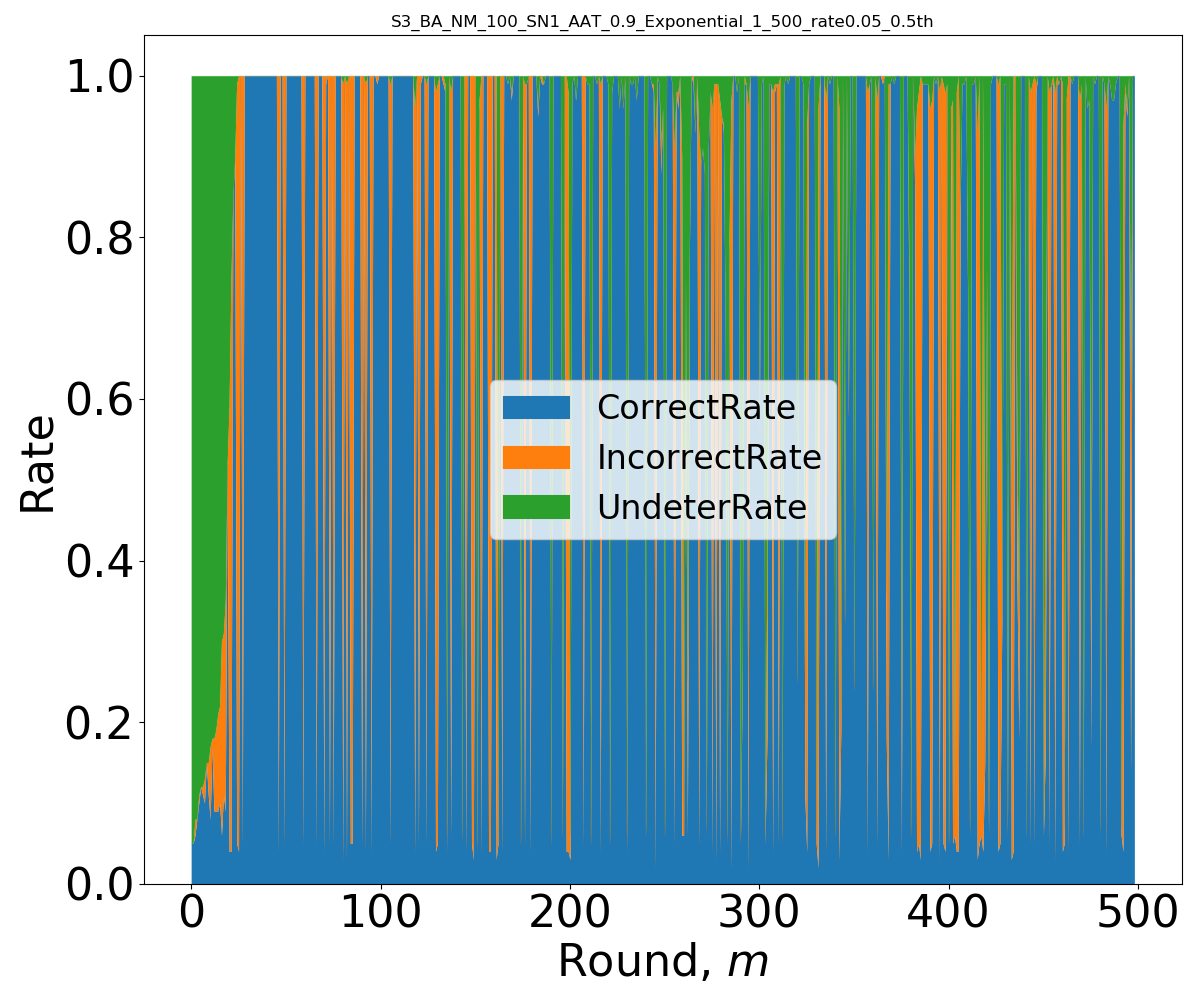 S3_BA_NM_100_SN1_AAT_0.9_Exponential_1_500_rate0.05_0.5th
1.0
0.8
0.6
0.4
0.2
0.0
Rate
CorrectRate
IncorrectRate
UndeterRate
0 100 200 300 400 500
Round, m